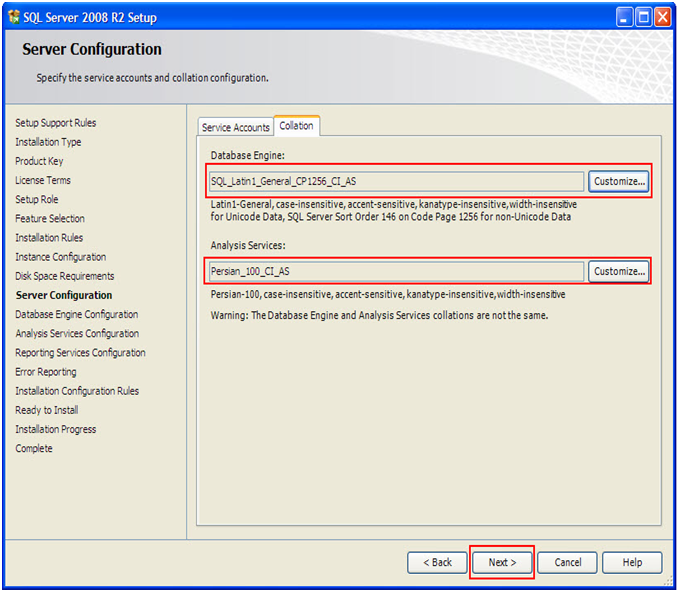 SQL Server 2008 R2 Setup
Server Configuration
Specify the service accounts and collation configuration.
Setup Support Rules
Installation Type
Product Key
License Terms
Setup Role
Feature Selection
Installation Rules
Instance Configuration
Disk Space Requirements
Server Configuration
Database Engine Configuration
Analysis Services Configuration
Reporting Services Configuration
Error Reporting
Installation Configuration Rules
Ready to Install
Installation Progress
Complete
Service Accounts Collation
Database Engine:
SQL_Latin1_General_CP1256_CI_AS Customize...
Latin1-General, case-insensitive, accent-sensitive, kanatype-insensitive,width-insensitive
for Unicode Data, SQL Server Sort Order 146 on Code Page 1256 for non-Unicode Data
Analysis Services:
Persian_100_CI_AS Customize...
Persian-100, case-insensitive, accent-sensitive, kanatype-insensitive,width-insensitive
Warning: The Database Engine and Analysis Services collations are not the same.
< Back Next > Cancel Help